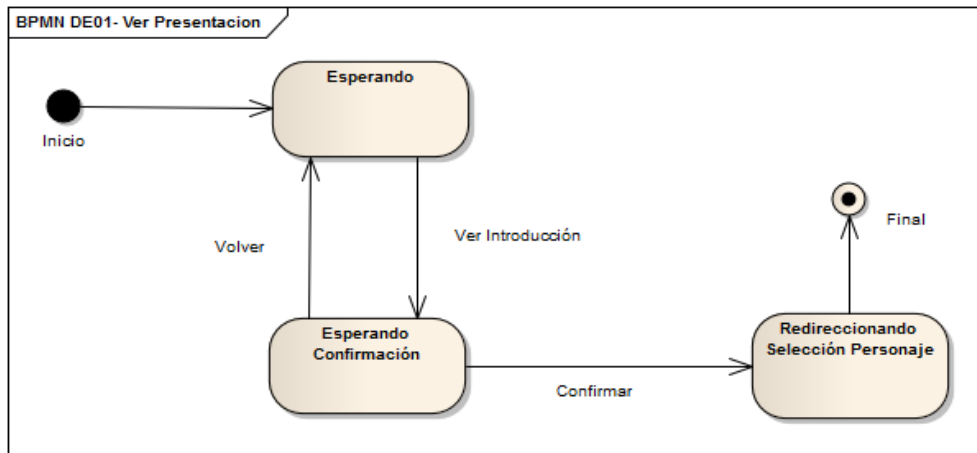 BPMN DE01- Ver Presentacion
Esperando
Inicio
Final
Volver
Ver Introducción
Esperando
Confirmación
Redireccionando
Selección Personaje
Confirmar